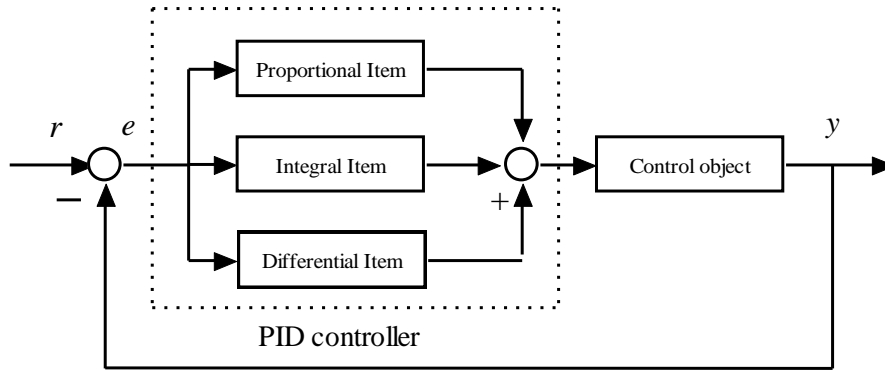 Proportional Item
r
e
y
Integral Item
Control object
−
+
Differential Item
PID controller